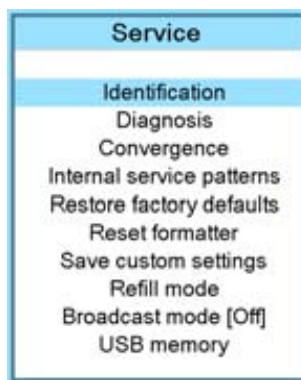 Service
Identification
Diagnosis
Convergence
Internal service patterns
Restore factory defaults
Reset formatter
Save custom settings
Refill mode
Broadcast mode [Off]
USB memory